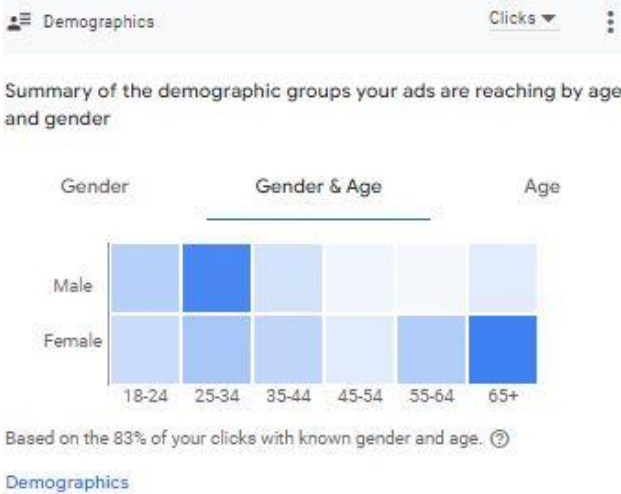 Demographics Clicks
Summary of the demographic groups your ads are reaching by age
and gender
Gender Gender & Age Age
Male
Female
18-24 25-34 35-44 45-54 55-64 65+
Based on the 83% of your clicks with known gender and age.
Demographics